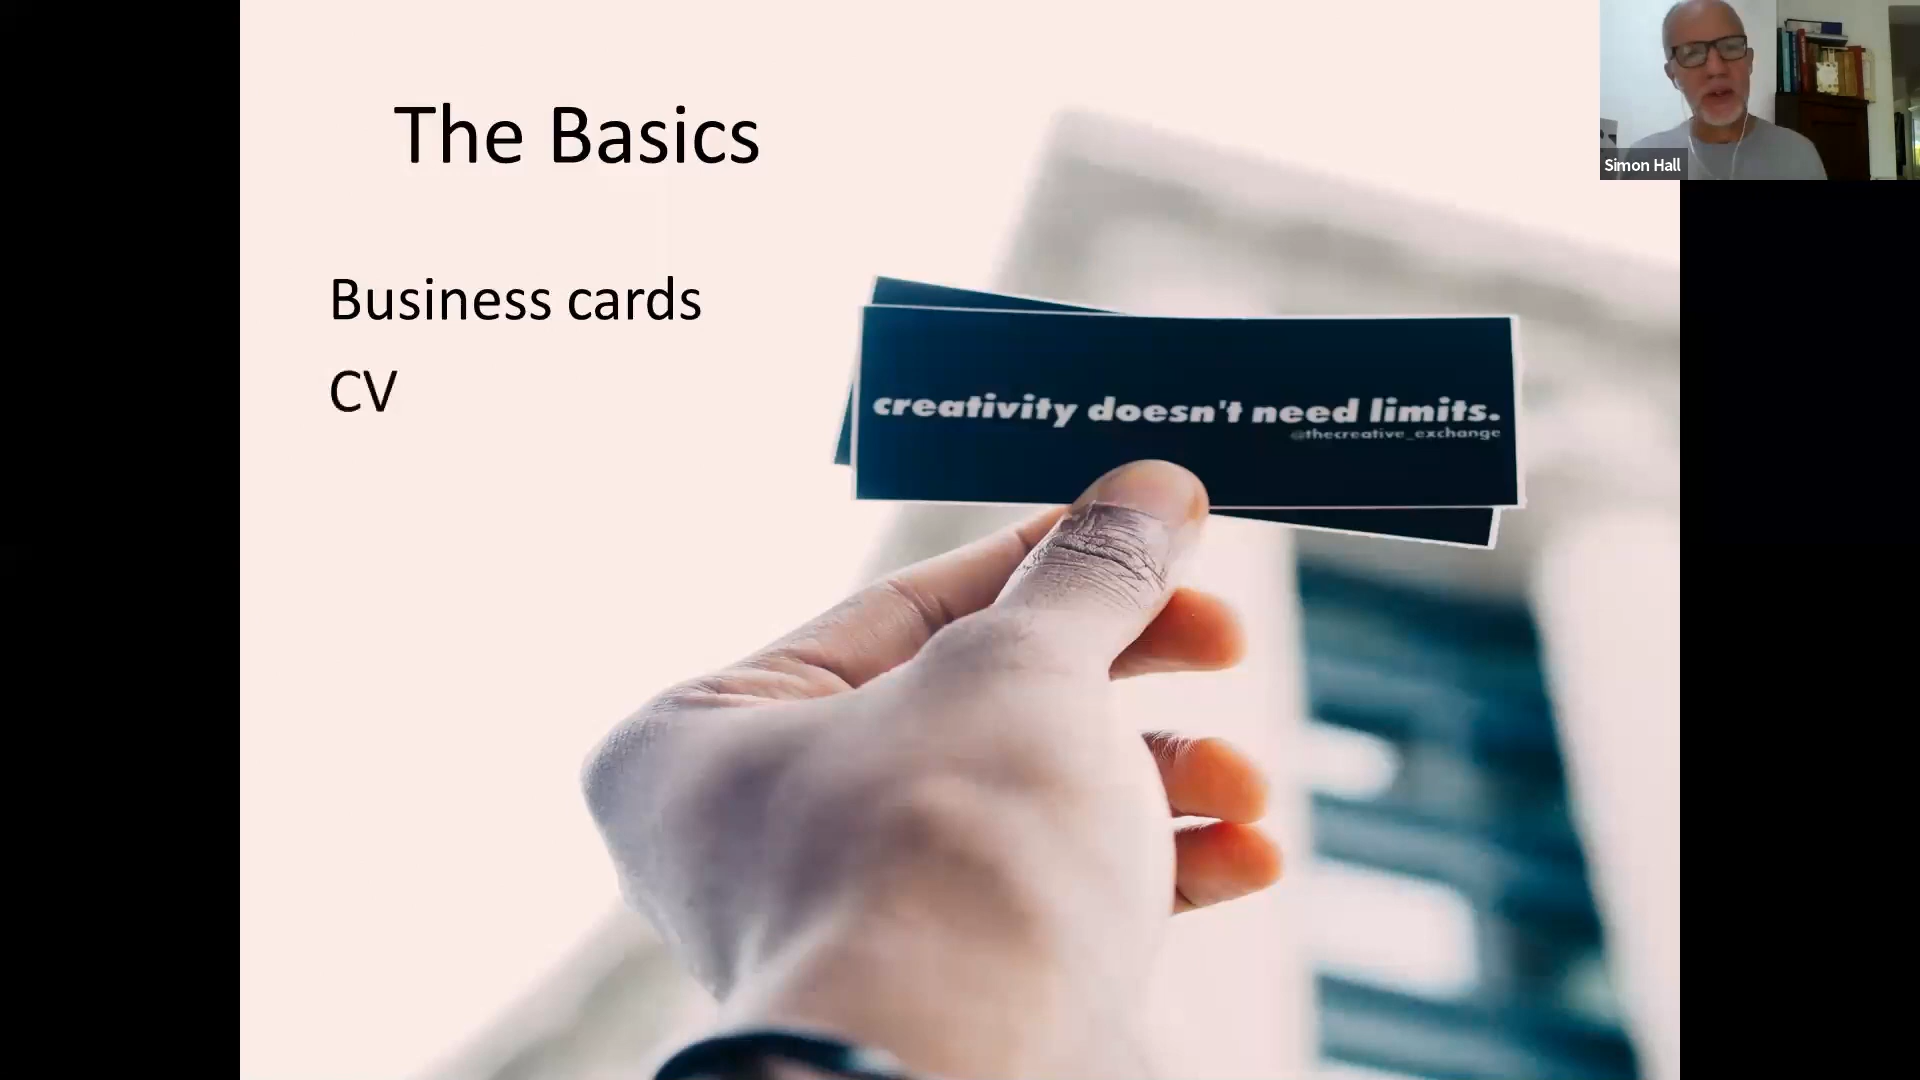 The Basics
Simon Hall
Business cards
CV
creativity doesn't need limits.
@thecreative_exchange